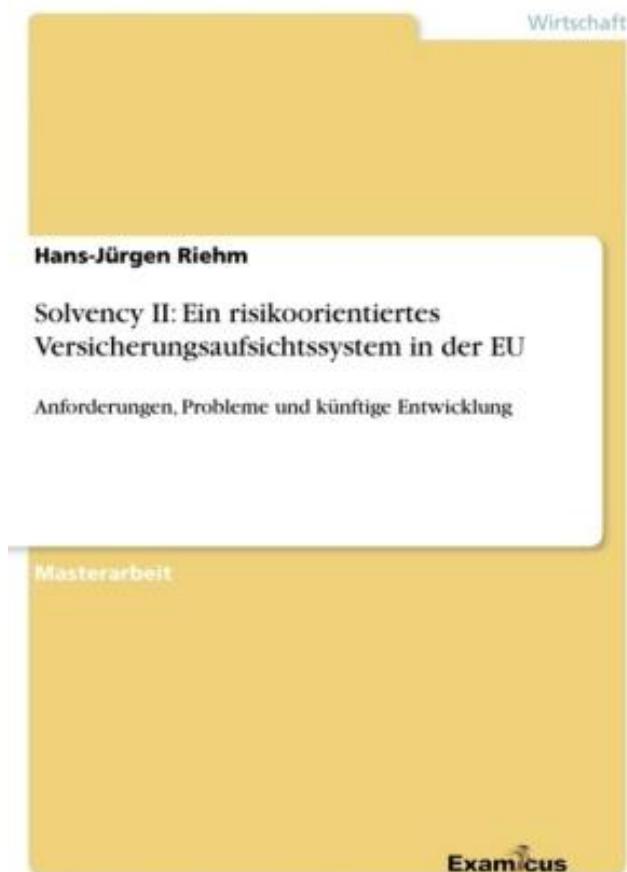 Wirtschaft
Hans-Jürgen Riehm
Solvency II: Ein risikoorientiertes
Versicherungsaufsichtssystem in der EU
Anforderungen, Probleme und künftige Entwicklung
Masterarbeit
Examicus